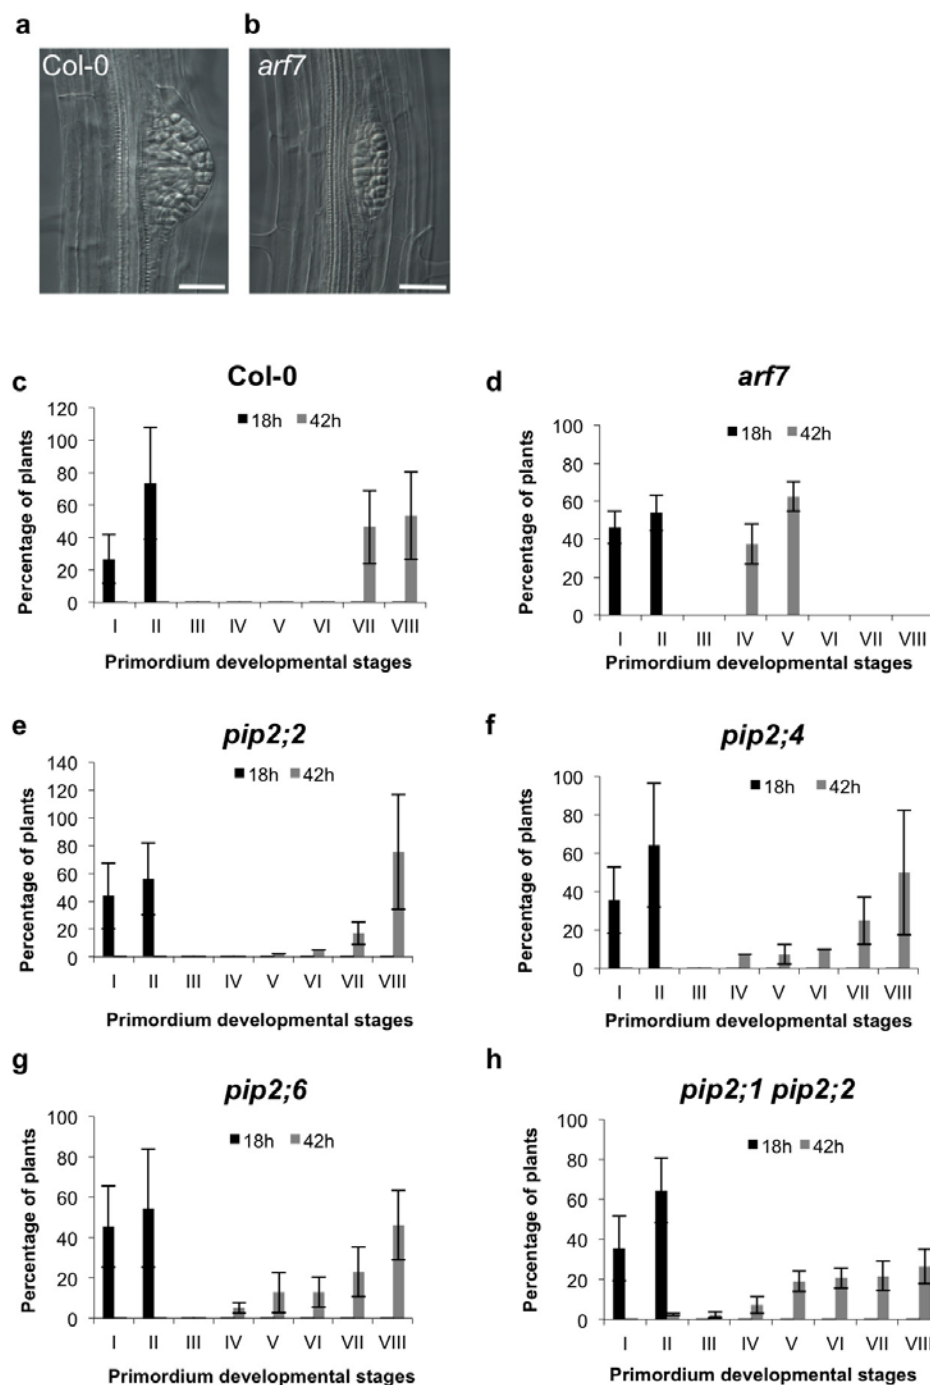 a
b
Col-0
arf7
c
Col-0
120
100
80
60
40
20
0
Percentage of plants
18h 42h
I II III IV V VI VII VIII
Primordium developmental stages
d
arf7
100
80
60
40
20
0
Percentage of plants
18h 42h
I II III IV V VI VII VIII
Primordium developmental stages
e
pip2;2
140
120
100
80
60
40
20
0
Percentage of plants
18h 42h
I II III IV V VI VII VIII
Primordium developmental stages
f
pip2;4
100
80
60
40
20
0
Percentage of plants
18h 42h
I II III IV V VI VII VIII
Primordium developmental stages
g
pip2;6
100
80
60
40
20
0
Percentage of plants
18h 42h
I II III IV V VI VII VIII
Primordium developmental stages
h
pip2;1 pip2;2
100
80
60
40
20
0
Percentage of plants
18h 42h
I II III IV V VI VII VIII
Primordium developmental stages